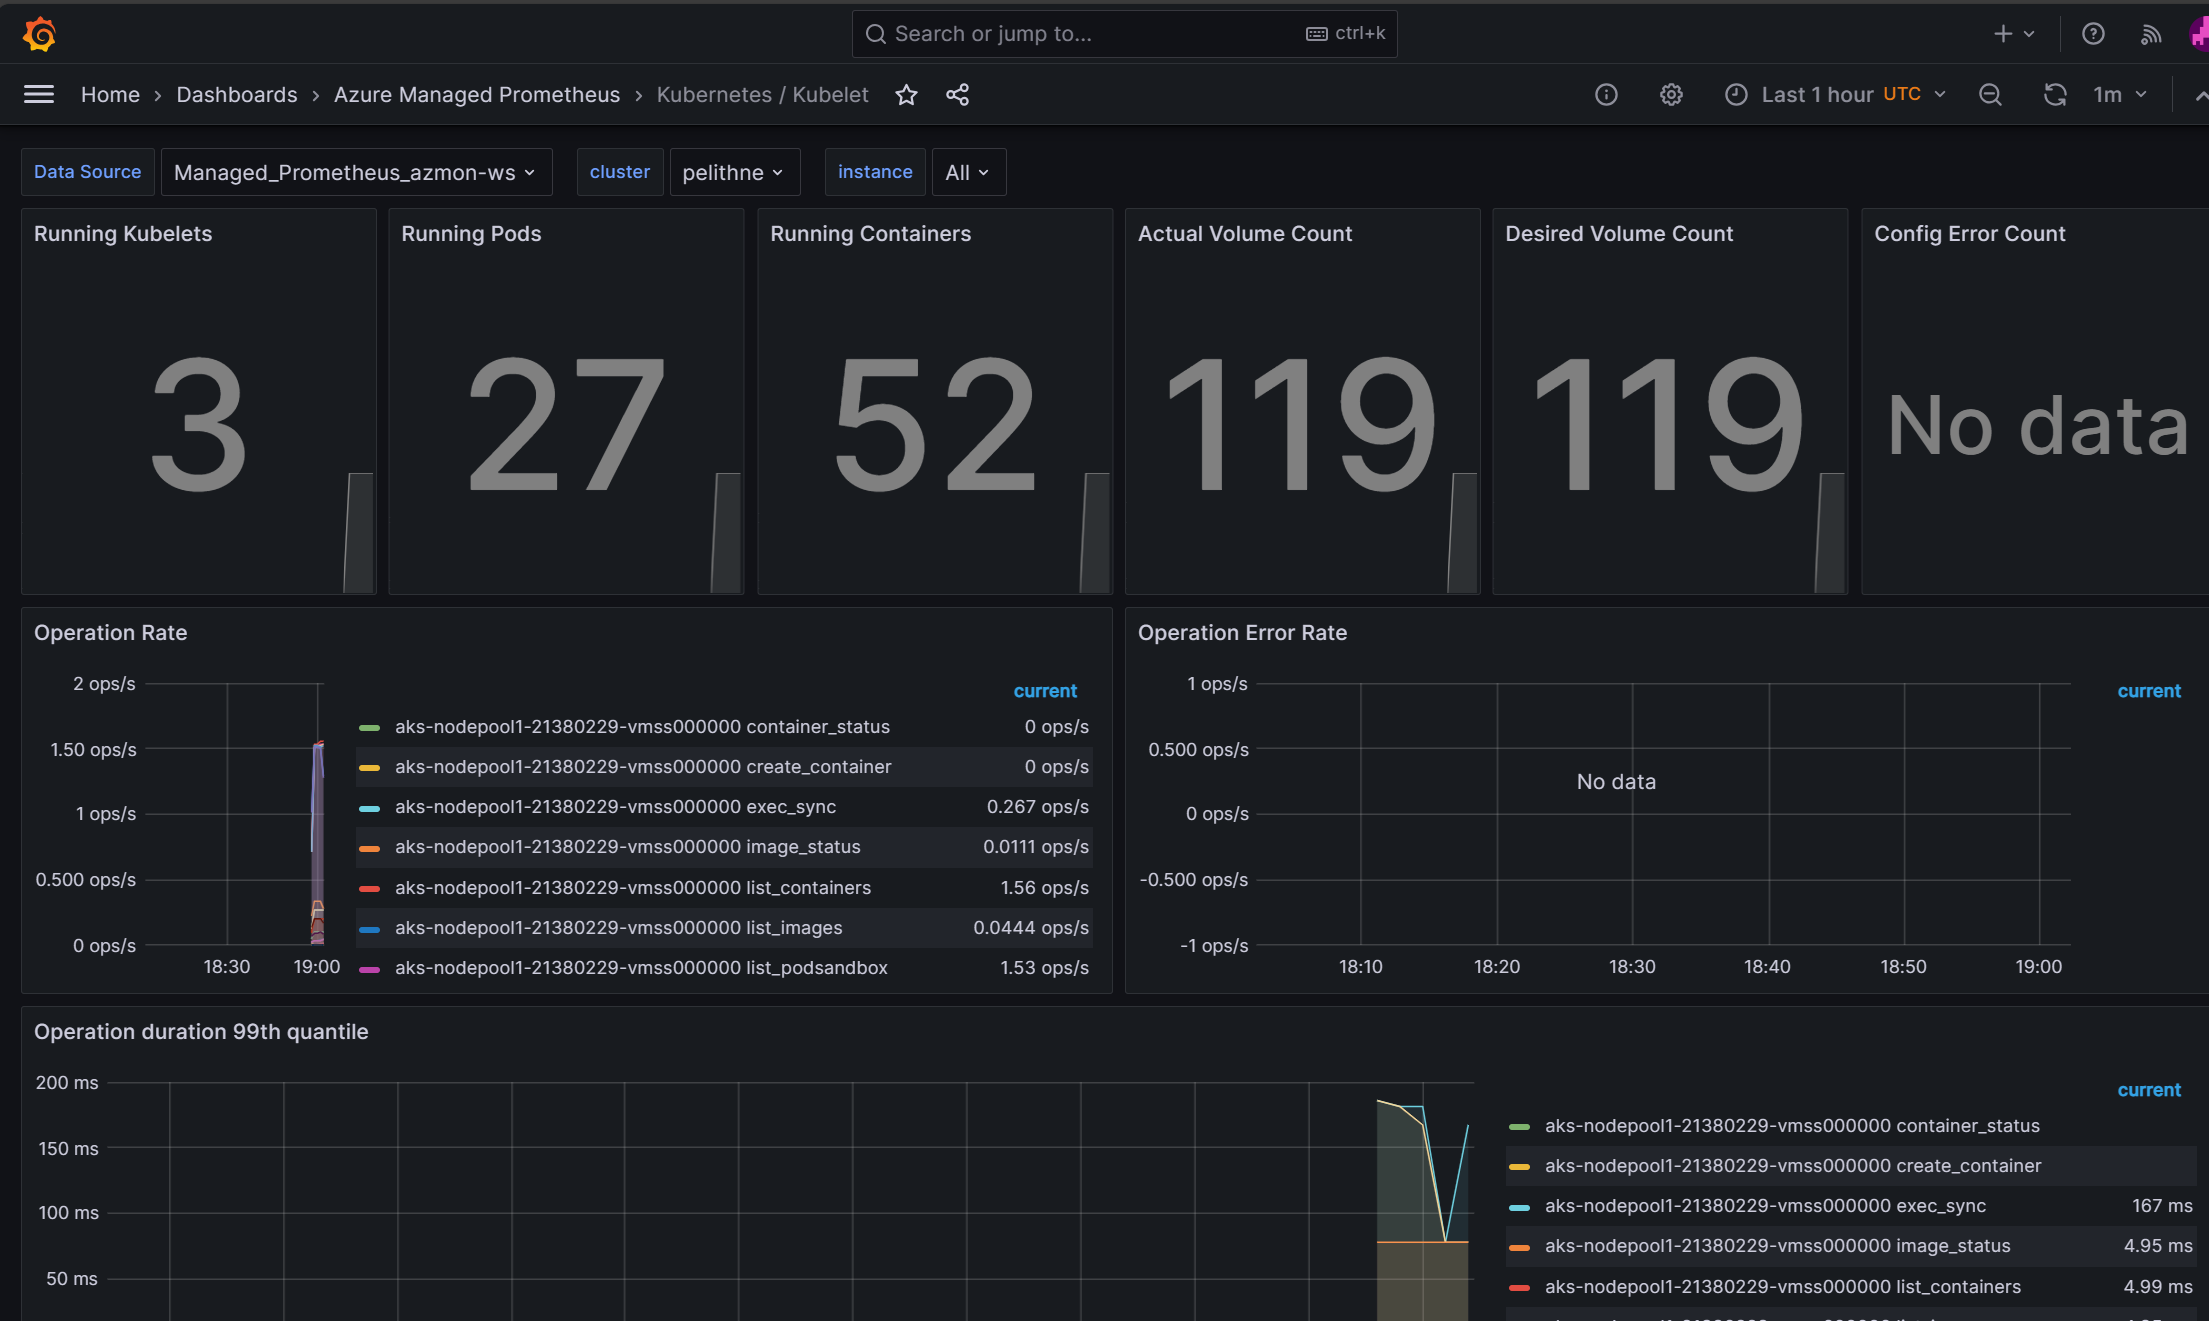 Search or jump to...
ctrl+k
Home › Dashboards › Azure Managed Prometheus › Kubernetes / Kubelet
Last 1 hour UTC
1m
Data Source
Managed_Prometheus_azmon-ws
cluster
pelithne
instance
All
Running Kubelets
3
Running Pods
27
Running Containers
52
Actual Volume Count
119
Desired Volume Count
119
Config Error Count
No data
Operation Rate
2 ops/s
1.50 ops/s
1 ops/s
0.500 ops/s
0 ops/s
18:30
19:00
current
aks-nodepool1-21380229-vmss000000 container_status 0 ops/s
aks-nodepool1-21380229-vmss000000 create_container 0 ops/s
aks-nodepool1-21380229-vmss000000 exec_sync 0.267 ops/s
aks-nodepool1-21380229-vmss000000 image_status 0.0111 ops/s
aks-nodepool1-21380229-vmss000000 list_containers 1.56 ops/s
aks-nodepool1-21380229-vmss000000 list_images 0.0444 ops/s
aks-nodepool1-21380229-vmss000000 list_podsandbox 1.53 ops/s
Operation Error Rate
1 ops/s
0.500 ops/s
0 ops/s
-0.500 ops/s
-1 ops/s
No data
18:10
18:20
18:30
18:40
18:50
19:00
current
Operation duration 99th quantile
200 ms
150 ms
100 ms
50 ms
current
aks-nodepool1-21380229-vmss000000 container_status
aks-nodepool1-21380229-vmss000000 create_container
aks-nodepool1-21380229-vmss000000 exec_sync 167 ms
aks-nodepool1-21380229-vmss000000 image_status 4.95 ms
aks-nodepool1-21380229-vmss000000 list_containers 4.99 ms